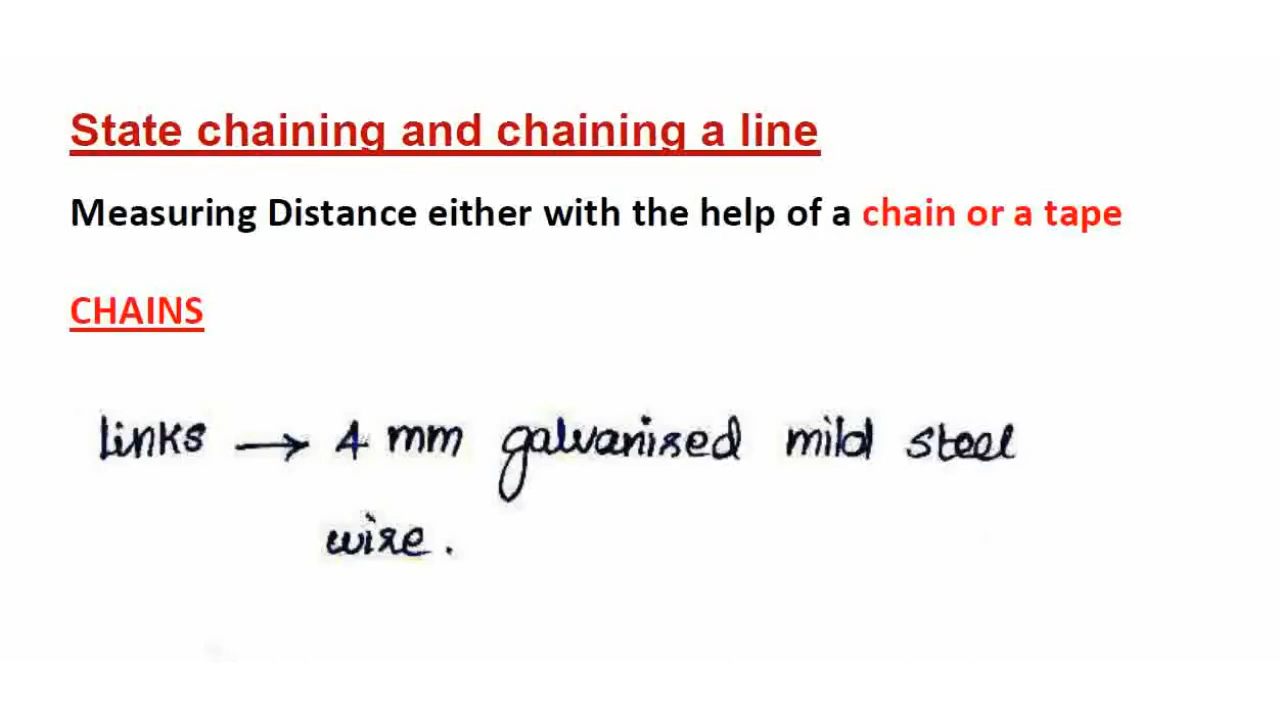 State chaining and chaining a line
Measuring Distance either with the help of a chain or a tape
CHAINS
links → 4 mm galvanised mild steel
wire.